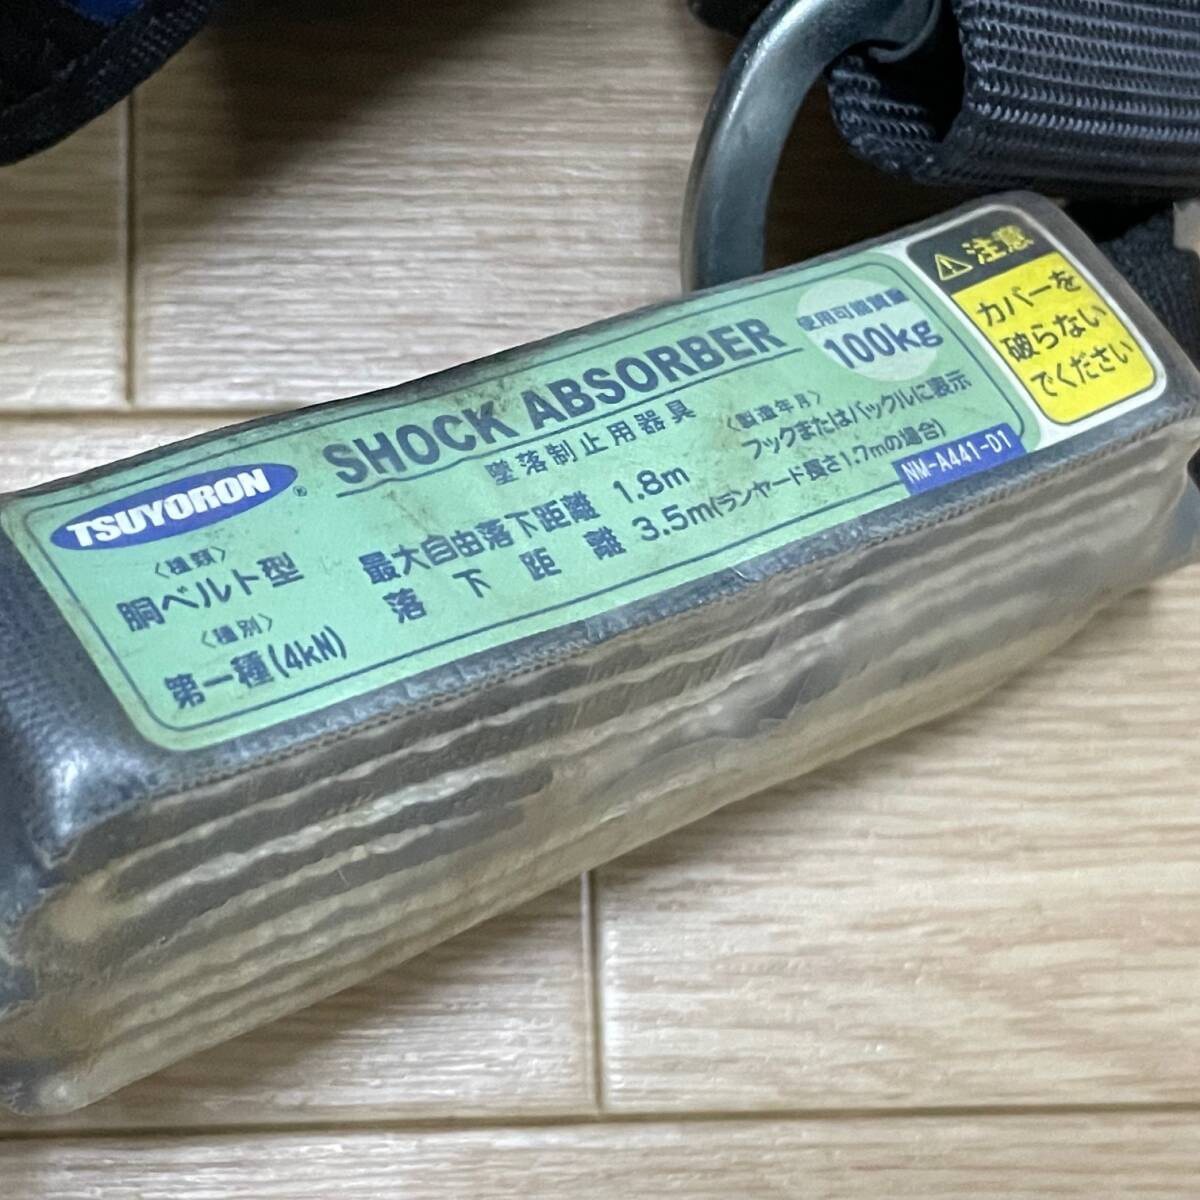 TSUYORON®
SHOCK ABSORBER
墜落制止用器具
使用可能質量
100kg
〈種類〉
胴ベルト型
〈種別〉
第一種(4kN)
最大自由落下距離 1.8m
落下距離 3.5m(ランヤード長さ1.7mの場合)
〈製造年月〉
フックまたはバックルに表示
NM-A441-01
⚠注意
カバーを
破らない
でください